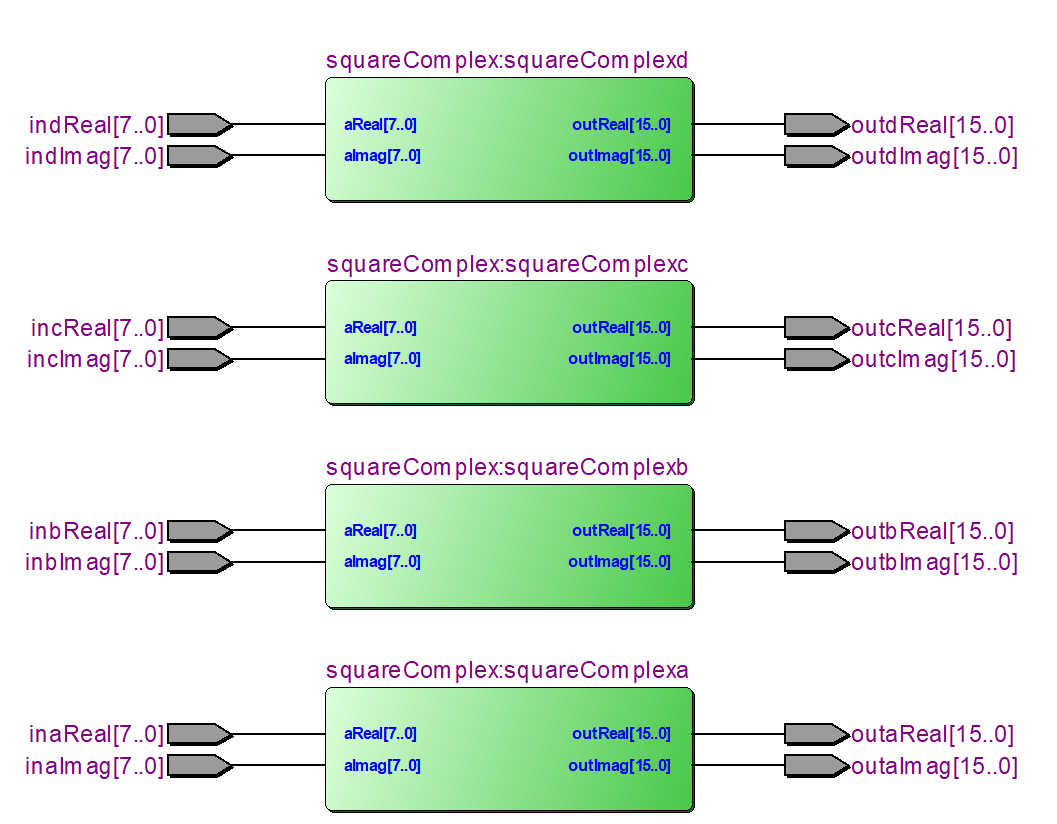 squareComplex:squareComplexd
indReal[7..0] aReal[7..0] outReal[15..0] outdReal[15..0]
indImag[7..0] aImag[7..0] outImag[15..0] outdImag[15..0]
squareComplex:squareComplexc
incReal[7..0] aReal[7..0] outReal[15..0] outcReal[15..0]
incImag[7..0] aImag[7..0] outImag[15..0] outcImag[15..0]
squareComplex:squareComplexb
inbReal[7..0] aReal[7..0] outReal[15..0] outbReal[15..0]
inbImag[7..0] aImag[7..0] outImag[15..0] outbImag[15..0]
squareComplex:squareComplexa
inaReal[7..0] aReal[7..0] outReal[15..0] outaReal[15..0]
inaImag[7..0] aImag[7..0] outImag[15..0] outaImag[15..0]